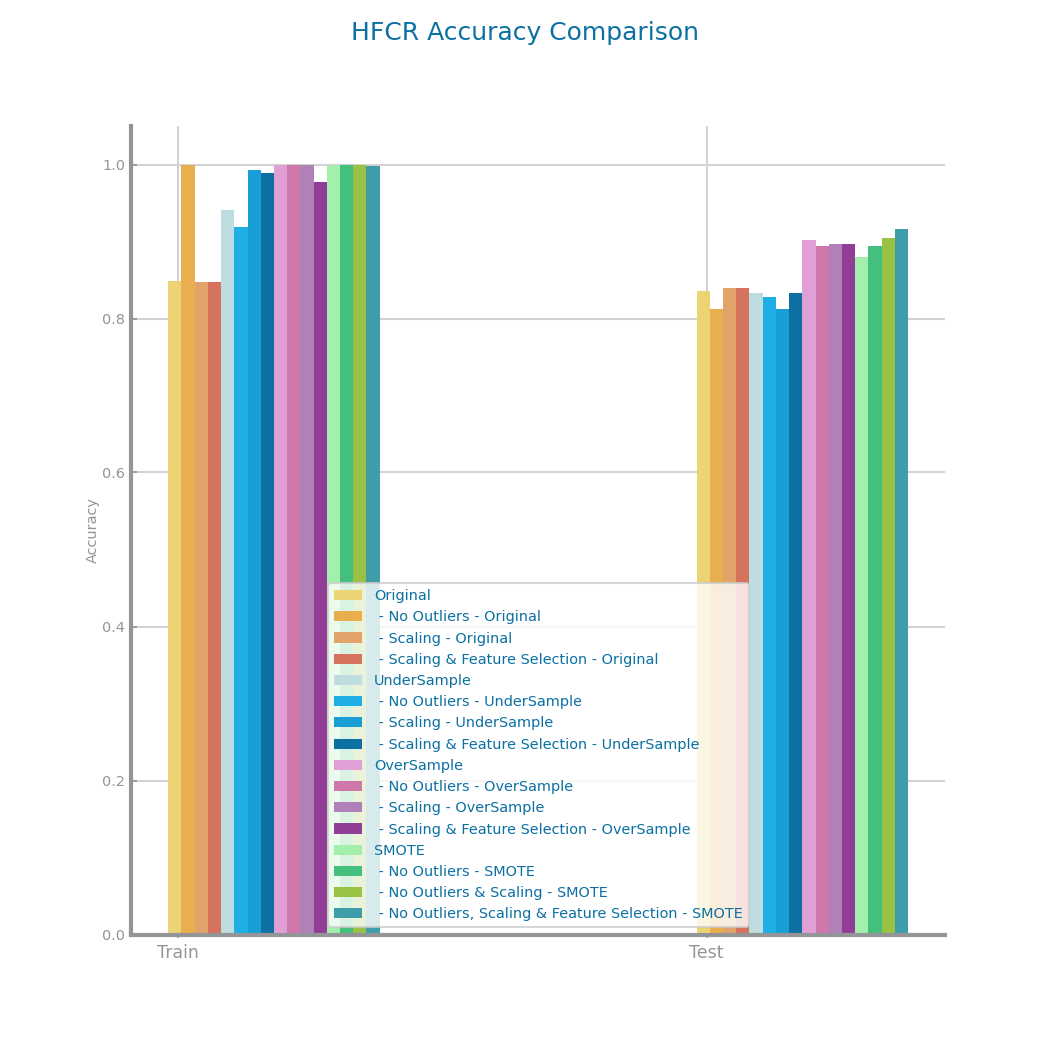 HFCR Accuracy Comparison
1.0
0.8
0.6
0.4
0.2
0.0
Accuracy
Train
Test
Original
- No Outliers - Original
- Scaling - Original
- Scaling & Feature Selection - Original
UnderSample
- No Outliers - UnderSample
- Scaling - UnderSample
- Scaling & Feature Selection - UnderSample
OverSample
- No Outliers - OverSample
- Scaling - OverSample
- Scaling & Feature Selection - OverSample
SMOTE
- No Outliers - SMOTE
- No Outliers & Scaling - SMOTE
- No Outliers, Scaling & Feature Selection - SMOTE